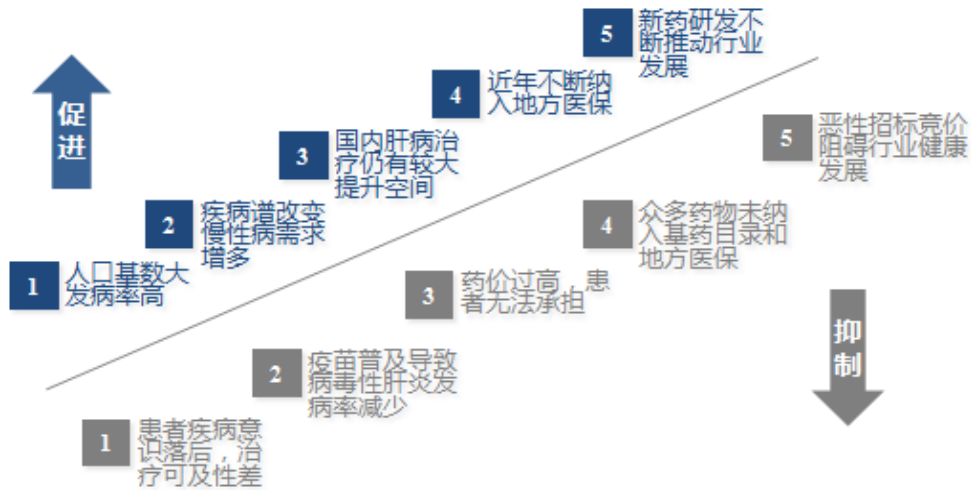 促
进
5
新药研发不
断推动行业
发展
4
近年不断纳
入地方医保
3
国内肝病治
疗仍有较大
提升空间
2
疾病谱改变
慢性病需求
增多
1
人口基数大
发病率高
5
恶性招标竞价
阻碍行业健康
发展
4
众多药物未纳
入基药目录和
地方医保
3
药价过高，患
者无法承担
2
疫苗普及导致
病毒性肝炎发
病率减少
1
患者疾病意
识落后，治
疗可及性差
抑
制